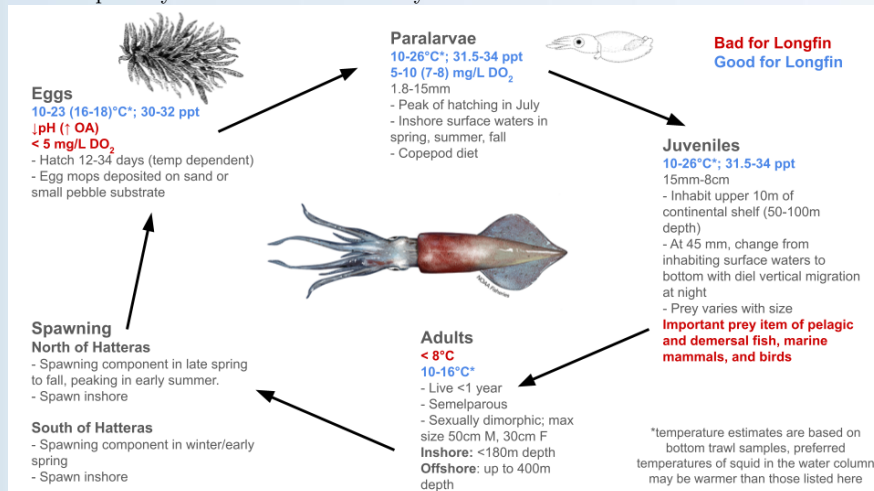 Paralarvae
10-26°C*; 31.5-34 ppt
5-10 (7-8) mg/L DO2
1.8-15mm
- Peak of hatching in July
- Inshore surface waters in
spring, summer, fall
- Copepod diet
Bad for Longfin
Good for Longfin
Eggs
10-23 (16-18)°C*; 30-32 ppt
↓pH (↑ OA)
< 5 mg/L DO2
- Hatch 12-34 days (temp dependent)
- Egg mops deposited on sand or
small pebble substrate
Juveniles
10-26°C*; 31.5-34 ppt
15mm-8cm
- Inhabit upper 10m of
continental shelf (50-100m
depth)
- At 45 mm, change from
inhabiting surface waters to
bottom with diel vertical migration
at night
- Prey varies with size
Important prey item of pelagic
and demersal fish, marine
mammals, and birds
NOAA Fisheries
Spawning
North of Hatteras
- Spawning component in late spring
to fall, peaking in early summer.
- Spawn inshore
South of Hatteras
- Spawning component in winter/early
spring
- Spawn inshore
Adults
< 8°C
10-16°C*
- Live <1 year
- Semelparous
- Sexually dimorphic; max
size 50cm M, 30cm F
Inshore: <180m depth
Offshore: up to 400m
depth
*temperature estimates are based on
bottom trawl samples, preferred
temperatures of squid in the water column
may be warmer than those listed here